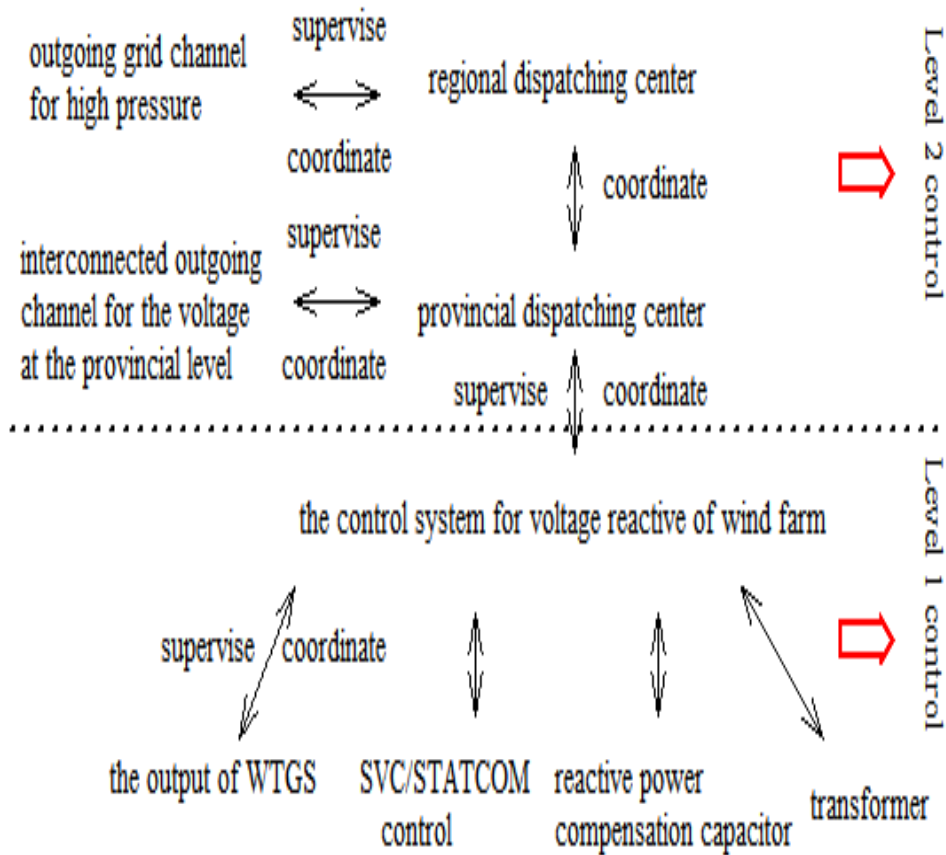 supervise
outgoing grid channel
for high pressure
regional dispatching center
coordinate
coordinate
supervise
interconnected outgoing
channel for the voltage
at the provincial level
provincial dispatching center
coordinate
supervise
coordinate
Level 2 control
the control system for voltage reactive of wind farm
supervise
coordinate
the output of WTGS
SVC/STATCOM
control
reactive power
compensation capacitor
transformer
Level 1 control